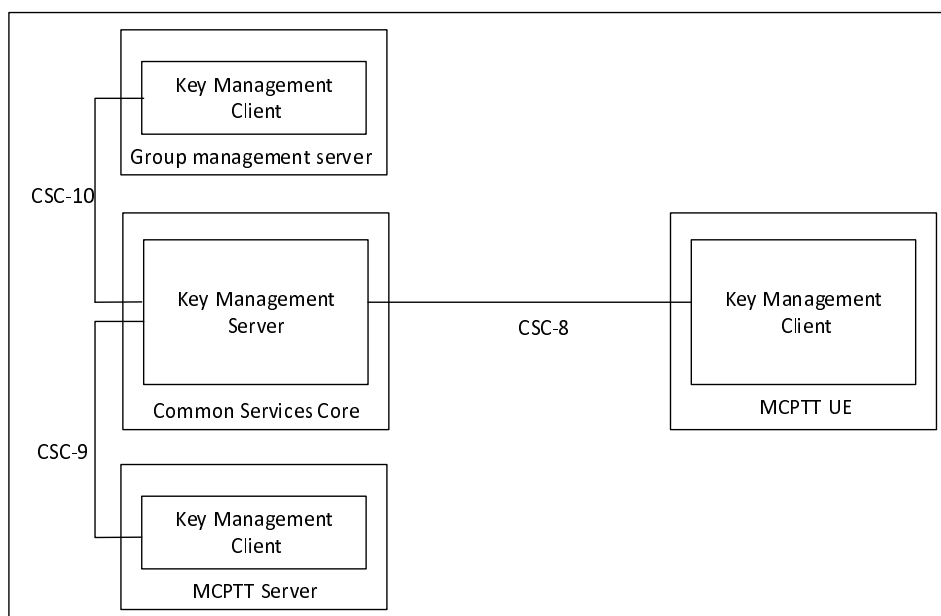 Key Management
Client
Group management server
CSC-10
Key Management
Server
Common Services Core
CSC-8
Key Management
Client
MCPTT UE
CSC-9
Key Management
Client
MCPTT Server